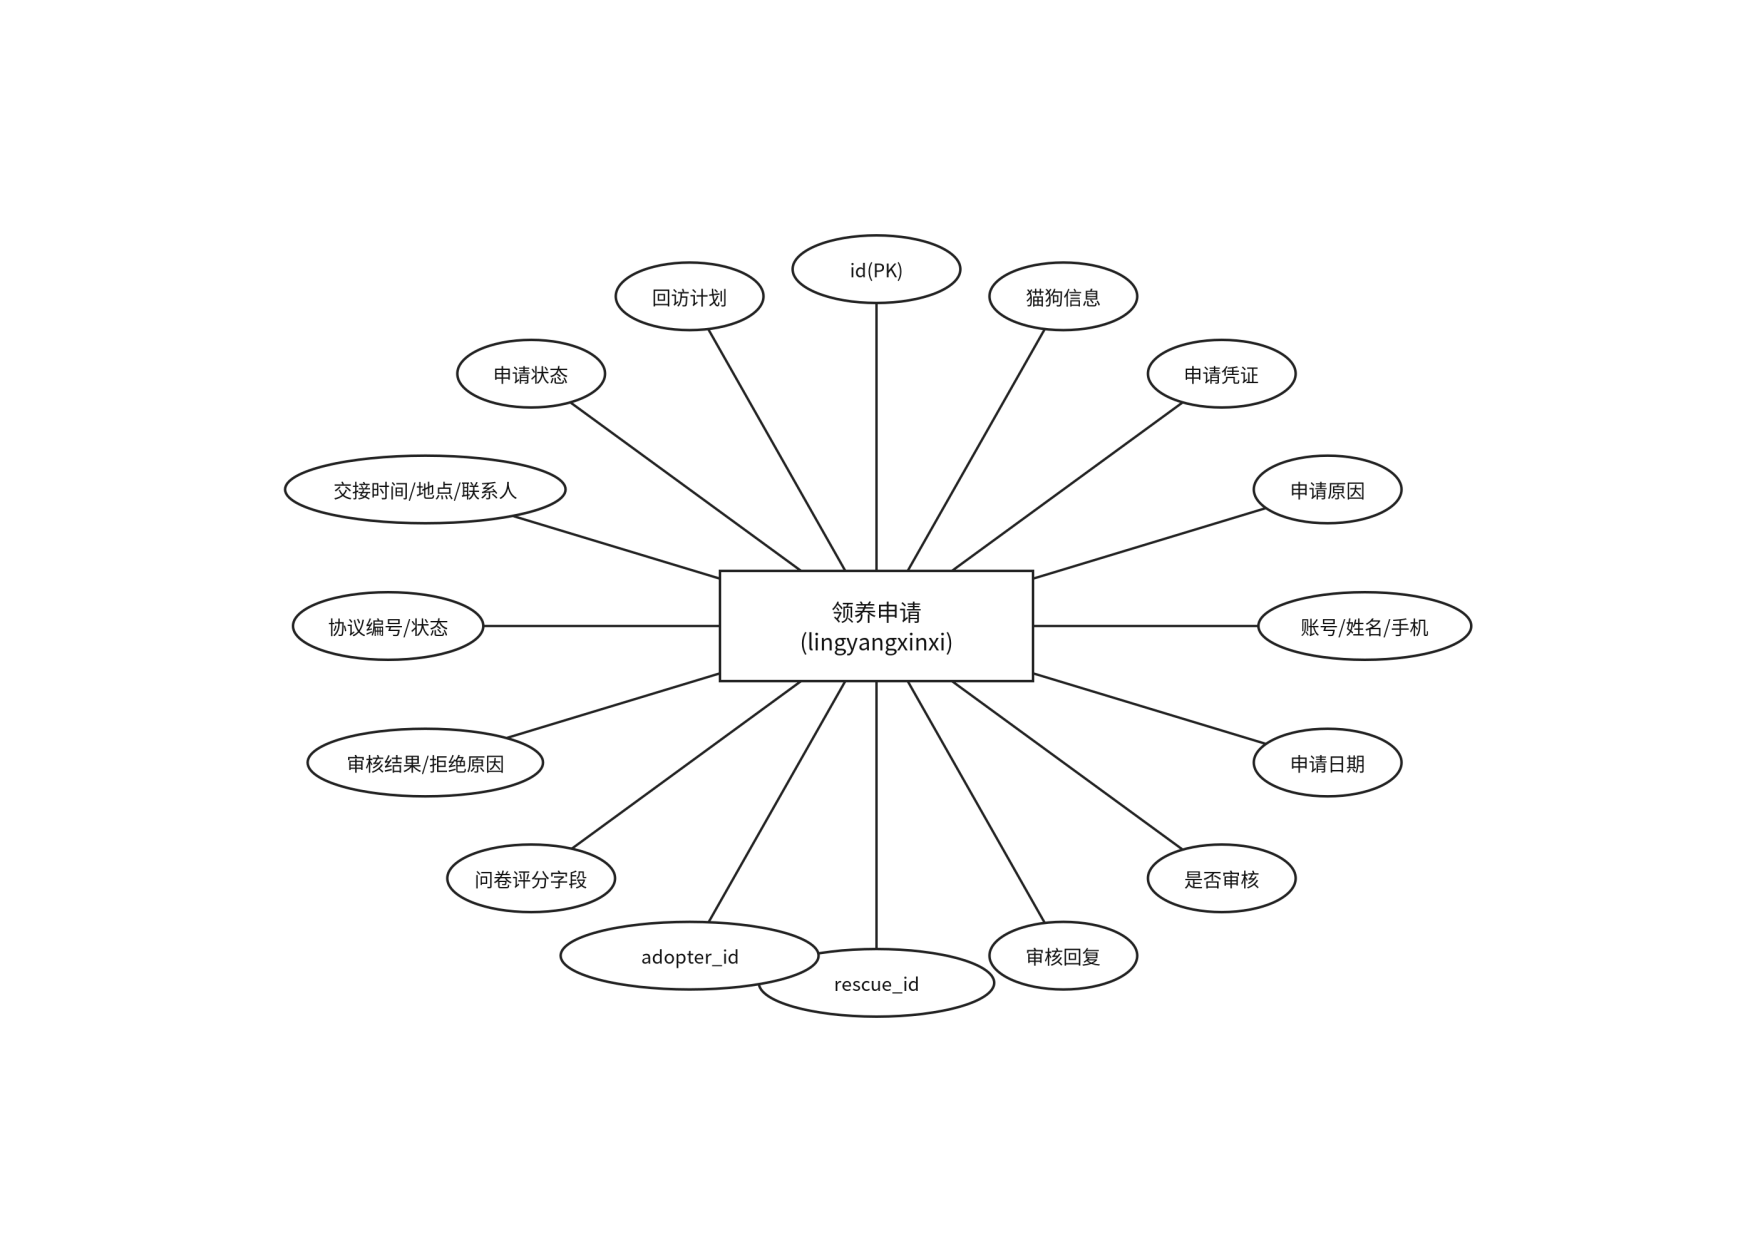 id(PK)
回访计划
猫狗信息
申请状态
申请凭证
交接时间/地点/联系人
申请原因
领养申请
(lingyangxinxi)
协议编号/状态
账号/姓名/手机
审核结果/拒绝原因
申请日期
问卷评分字段
是否审核
adopter_id
审核回复
rescue_id